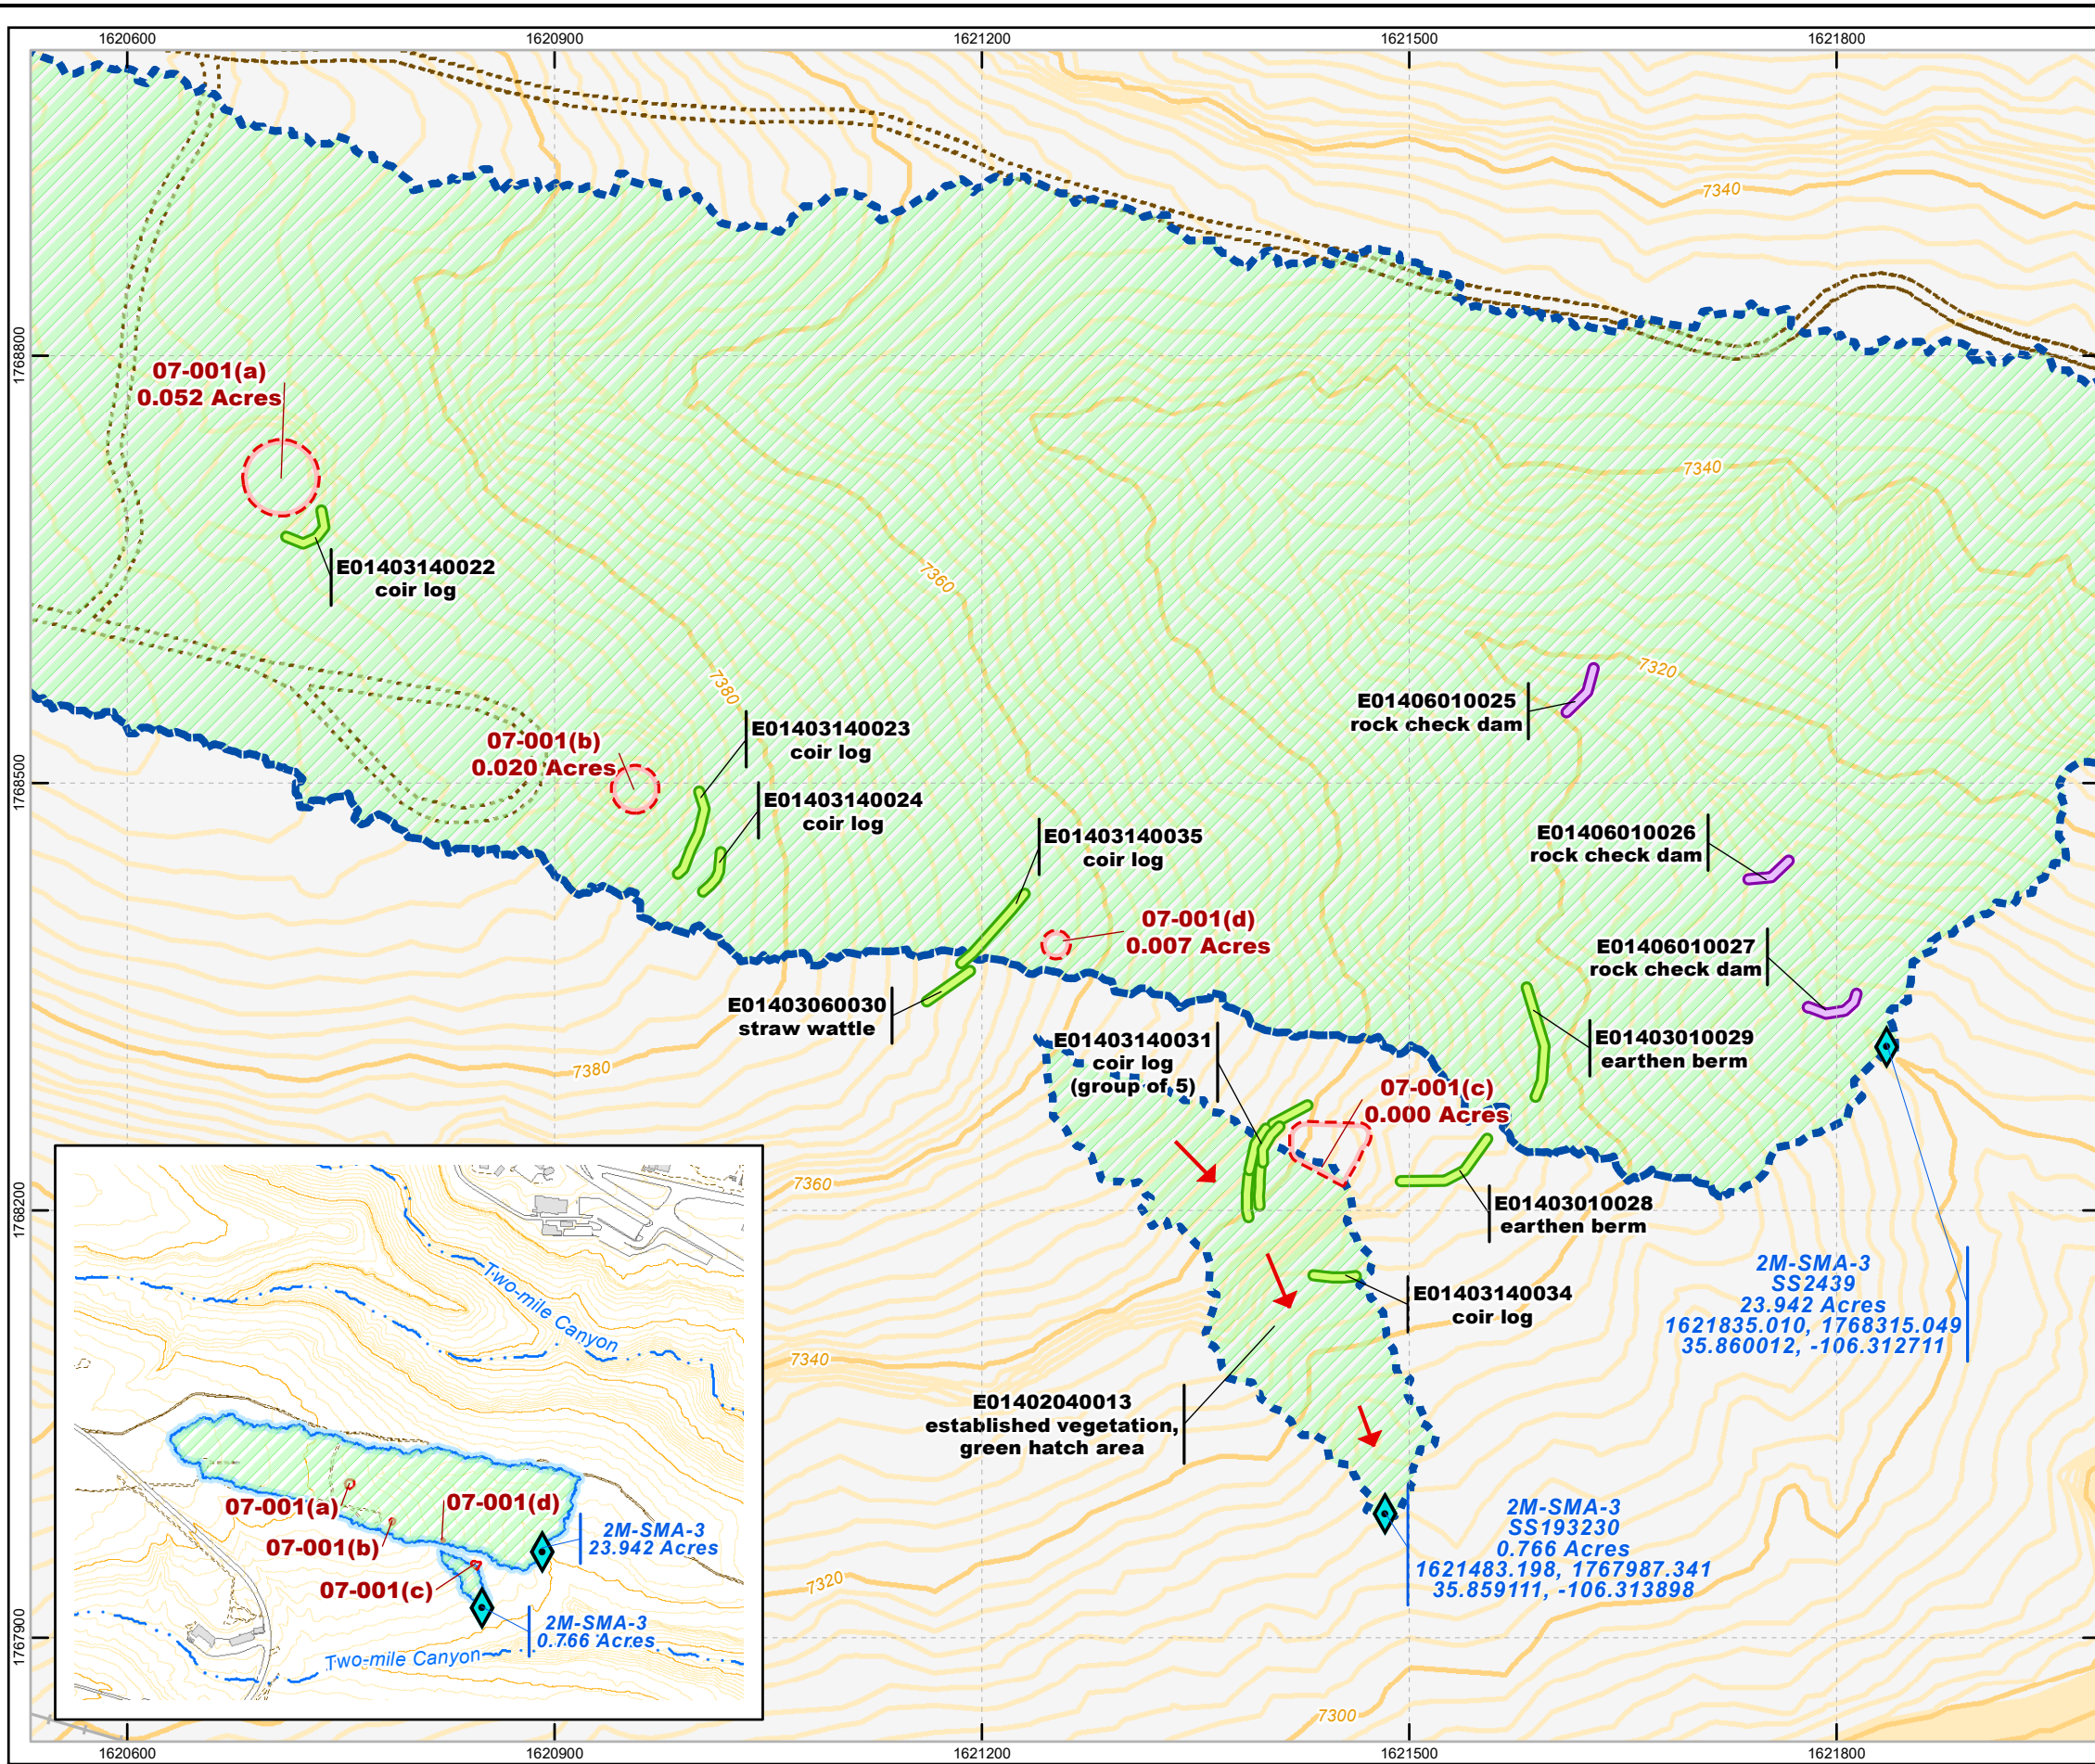 1620600
1620900
1621200
1621500
1621800
7340
1768800
07-001(a)
0.052 Acres
7340
E01403140022
coir log
7360
7380
7320
E01406010025
rock check dam
E01403140023
coir log
07-001(b)
0.020 Acres
1768500
E01403140024
coir log
E01403140035
coir log
E01406010026
rock check dam
07-001(d)
0.007 Acres
E01406010027
rock check dam
E01403060030
straw wattle
E01403010029
earthen berm
E01403140031
coir log
(group of 5)
7380
07-001(c)
0.000 Acres
7360
1768200
E01403010028
earthen berm
2M-SMA-3
SS2439
23.942 Acres
1621835.010, 1768315.049
35.860012, -106.312711
E01403140034
coir log
7340
E01402040013
established vegetation,
green hatch area
2M-SMA-3
SS193230
0.766 Acres
1621483.198, 1767987.341
35.859111, -106.313898
7320
1767900
7300
Two-mile Canyon
07-001(a)
07-001(d)
07-001(b)
2M-SMA-3
23.942 Acres
07-001(c)
2M-SMA-3
0.766 Acres
Two-mile Canyon
1620600
1620900
1621200
1621500
1621800